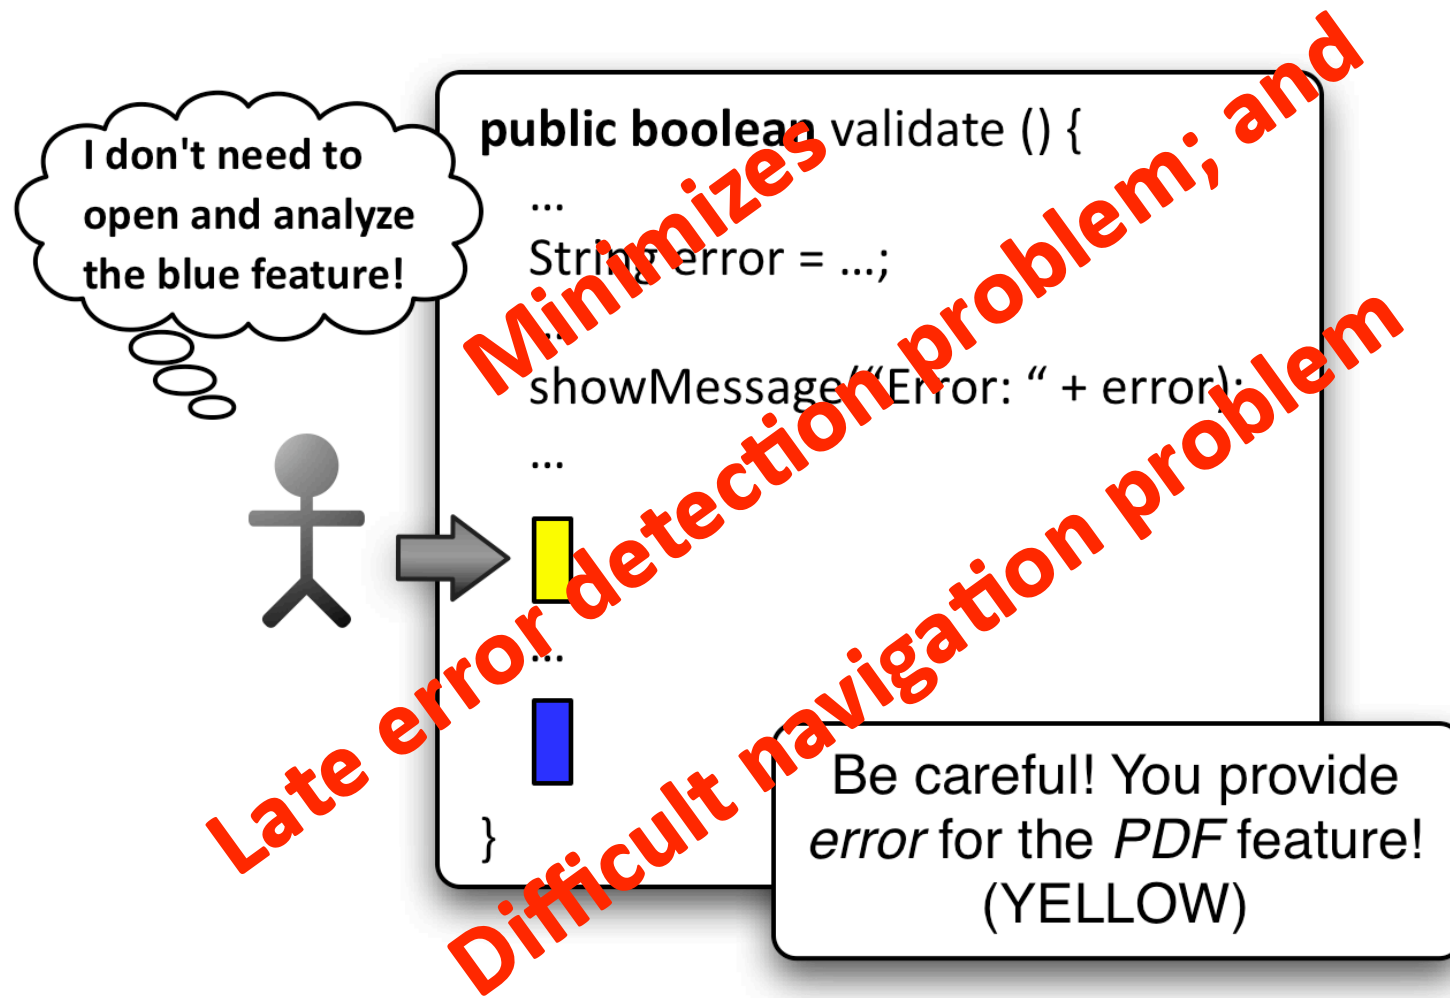 I don't need to
open and analyze
the blue feature!
public boolean validate () {
...
String error = ...;
...
showMessage(“Error: “ + error);
...
...
}
Minimizes
Late error detection problem; and
Difficult navigation problem
Be careful! You provide
error for the PDF feature!
(YELLOW)